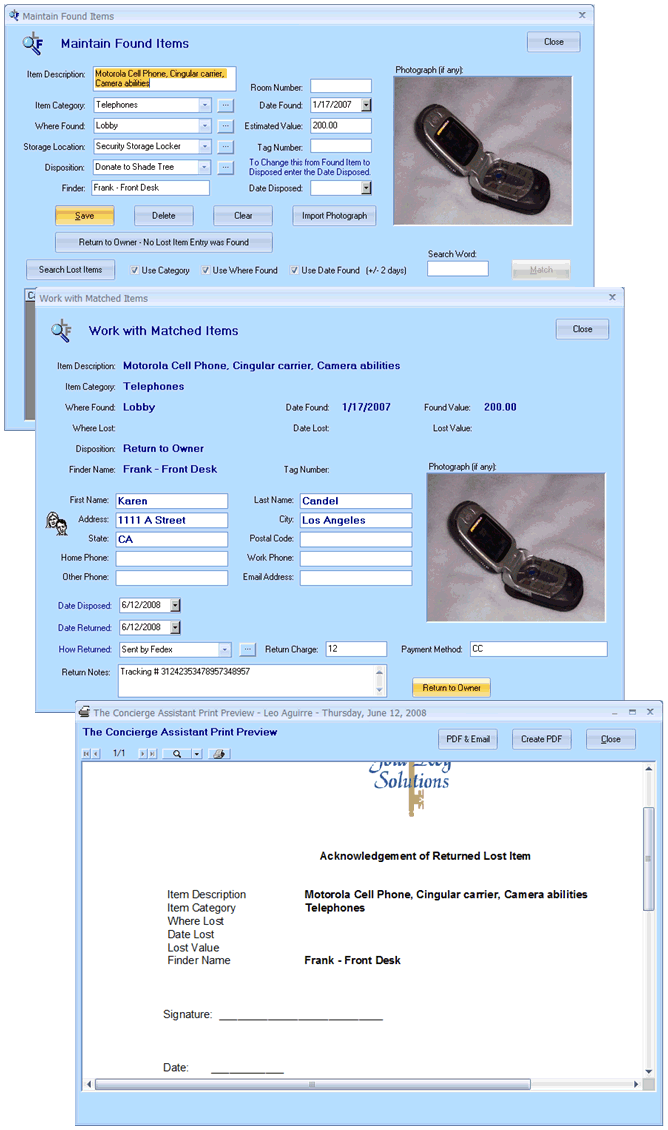 Maintain Found Items
Maintain Found Items
Close
Item Description: Motorola Cell Phone, Cingular carrier,
Camera abilities
Photograph (if any):
Room Number:
Item Category: Telephones ... Date Found: 1/17/2007
Where Found: Lobby ... Estimated Value: 200.00
Storage Location: Security Storage Locker ... Tag Number:
Disposition: Donate to Shade Tree ... To Change this from Found Item to
Disposed enter the Date Disposed.
Finder: Frank - Front Desk Date Disposed:
Save Delete Clear Import Photograph
Return to Owner - No Lost Item Entry was Found
Search Word:
Search Lost Items Use Category Use Where Found Use Date Found (+/- 2 days) Match
Work with Matched Items
Work with Matched Items
Close
Item Description: Motorola Cell Phone, Cingular carrier, Camera abilities
Item Category: Telephones
Where Found: Lobby Date Found: 1/17/2007 Found Value: 200.00
Where Lost: Date Lost: Lost Value:
Disposition: Return to Owner
Finder Name: Frank - Front Desk Tag Number: Photograph (if any):
First Name: Karen Last Name: Candel
Address: 1111 A Street City: Los Angeles
State: CA Postal Code:
Home Phone: Work Phone:
Other Phone: Email Address:
Date Disposed: 6/12/2008
Date Returned: 6/12/2008
How Returned: Sent by Fedex ... Return Charge: 12 Payment Method: CC
Return Notes: Tracking # 31242353478957348957
Return to Owner
The Concierge Assistant Print Preview - Leo Aguirre - Thursday, June 12, 2008
The Concierge Assistant Print Preview
PDF & Email Create PDF Close
1/1
Solutions
Acknowledgement of Returned Lost Item
Item Description Motorola Cell Phone, Cingular carrier, Camera abilities
Item Category Telephones
Where Lost
Date Lost
Lost Value
Finder Name Frank - Front Desk
Signature:
Date: